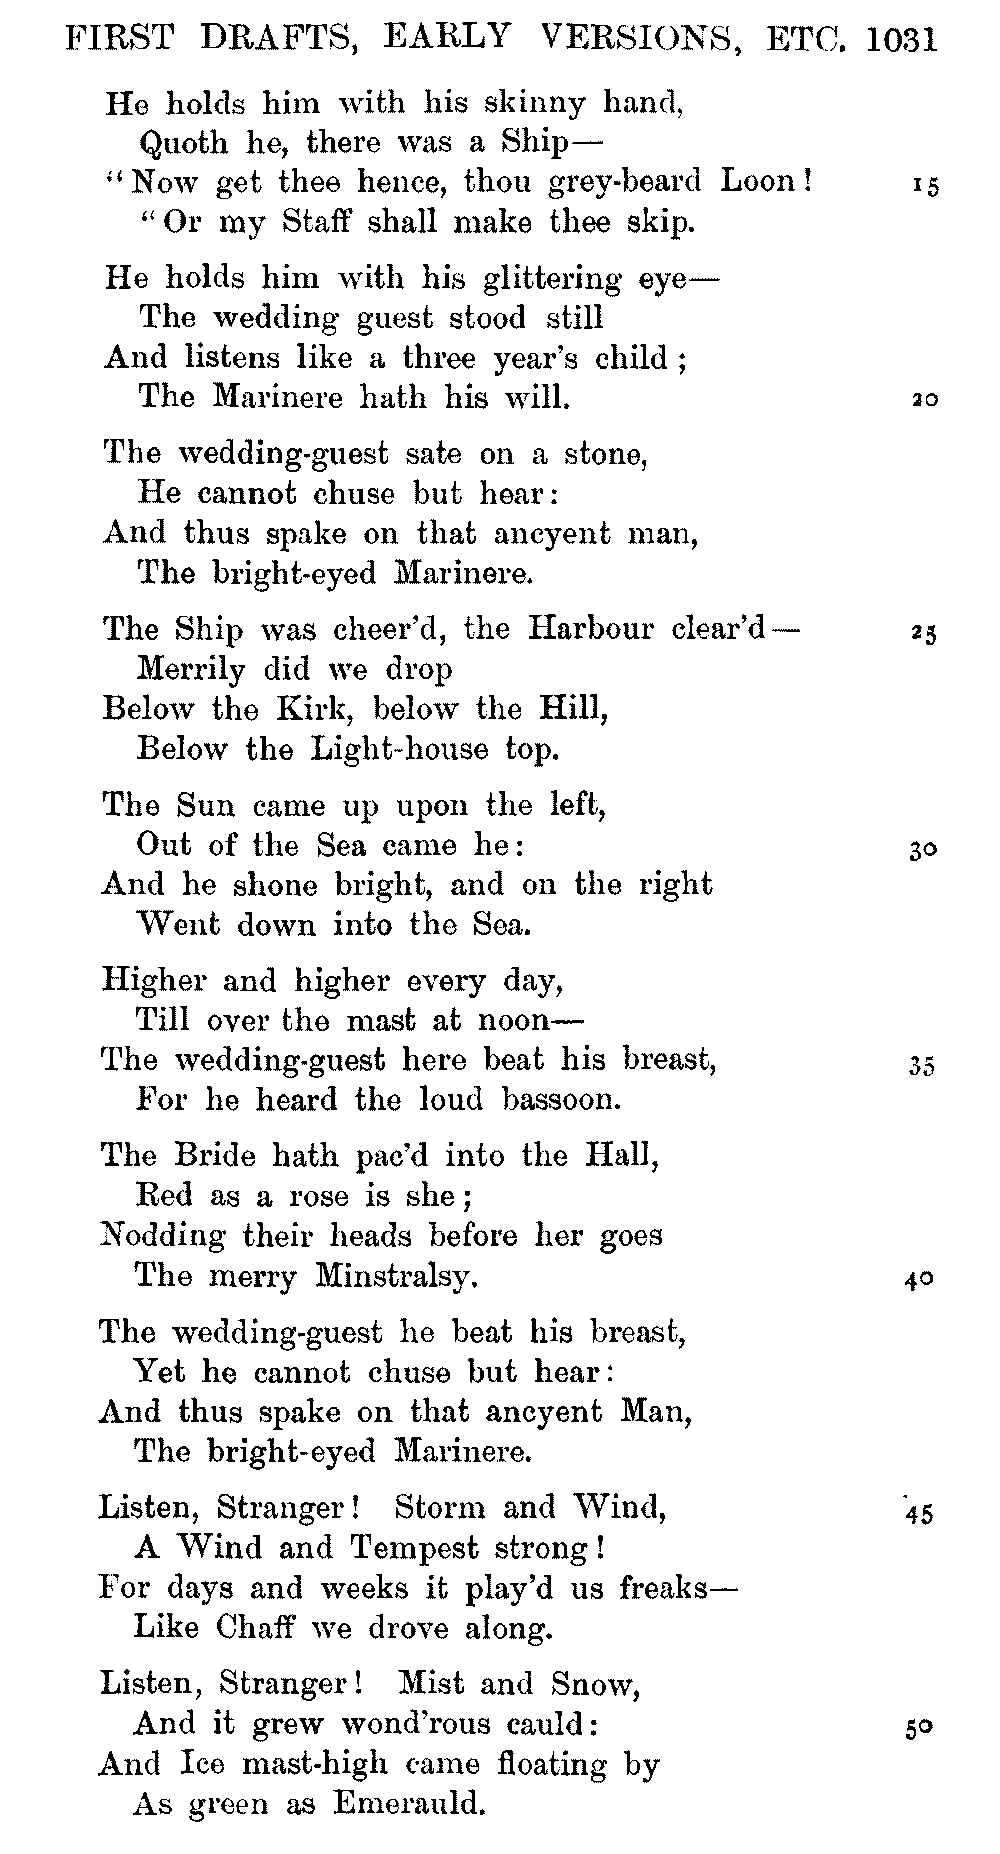 FIRST DRAFTS, EARLY VERSIONS, ETC. 1031
He holds him with his skinny hand,
Quoth he, there was a Ship—
“Now get thee hence, thou grey-beard Loon! 15
“Or my Staff shall make thee skip.
He holds him with his glittering eye—
The wedding guest stood still
And listens like a three year's child;
The Marinere hath his will. 20
The wedding-guest sate on a stone,
He cannot chuse but hear:
And thus spake on that ancyent man,
The bright-eyed Marinere.
The Ship was cheer'd, the Harbour clear'd— 25
Merrily did we drop
Below the Kirk, below the Hill,
Below the Light-house top.
The Sun came up upon the left,
Out of the Sea came he: 30
And he shone bright, and on the right
Went down into the Sea.
Higher and higher every day,
Till over the mast at noon—
The wedding-guest here beat his breast, 35
For he heard the loud bassoon.
The Bride hath pac'd into the Hall,
Red as a rose is she;
Nodding their heads before her goes
The merry Minstralsy. 40
The wedding-guest he beat his breast,
Yet he cannot chuse but hear:
And thus spake on that ancyent Man,
The bright-eyed Marinere.
Listen, Stranger! Storm and Wind, 45
A Wind and Tempest strong!
For days and weeks it play'd us freaks—
Like Chaff we drove along.
Listen, Stranger! Mist and Snow,
And it grew wond'rous cauld: 50
And Ice mast-high came floating by
As green as Emerauld.